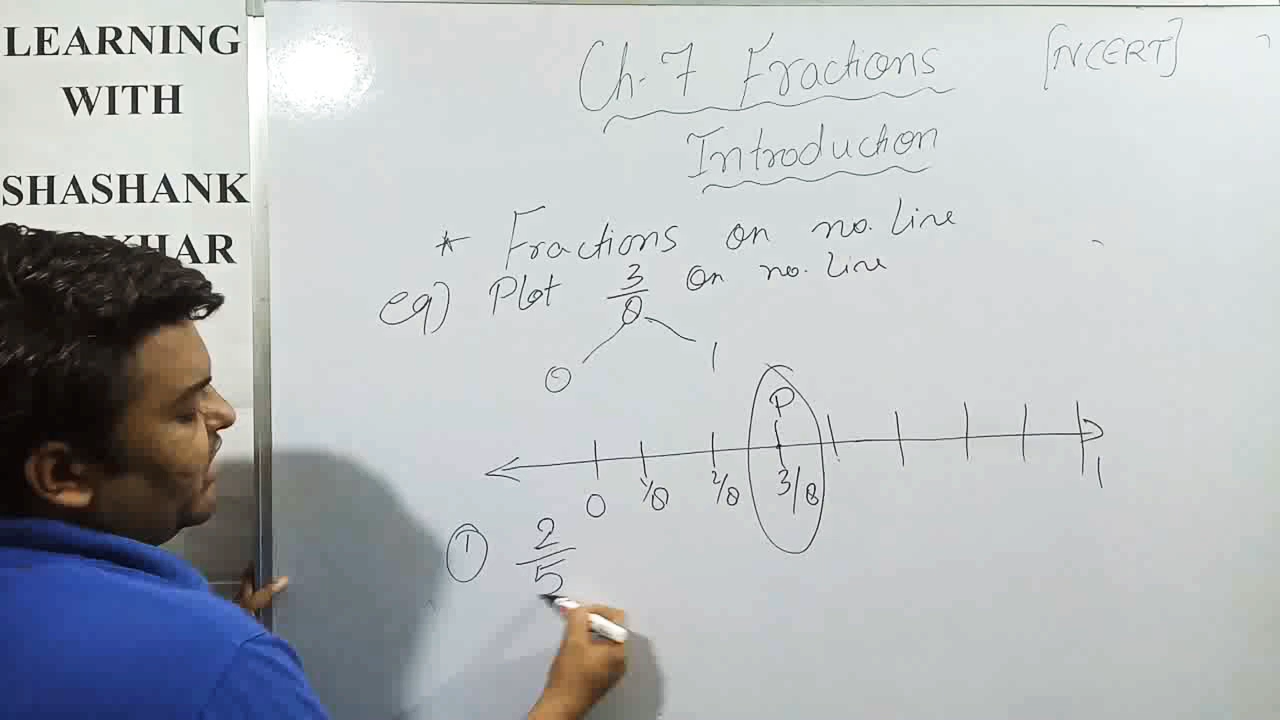 LEARNING
WITH
SHASHANK
KHAR
Ch-7 Fractions [NCERT]
Introduction
* Fractions on no. line
eg) Plot 3/8 on no. line
0 1
P
0 1/8 2/8 3/8 1
① 2/5